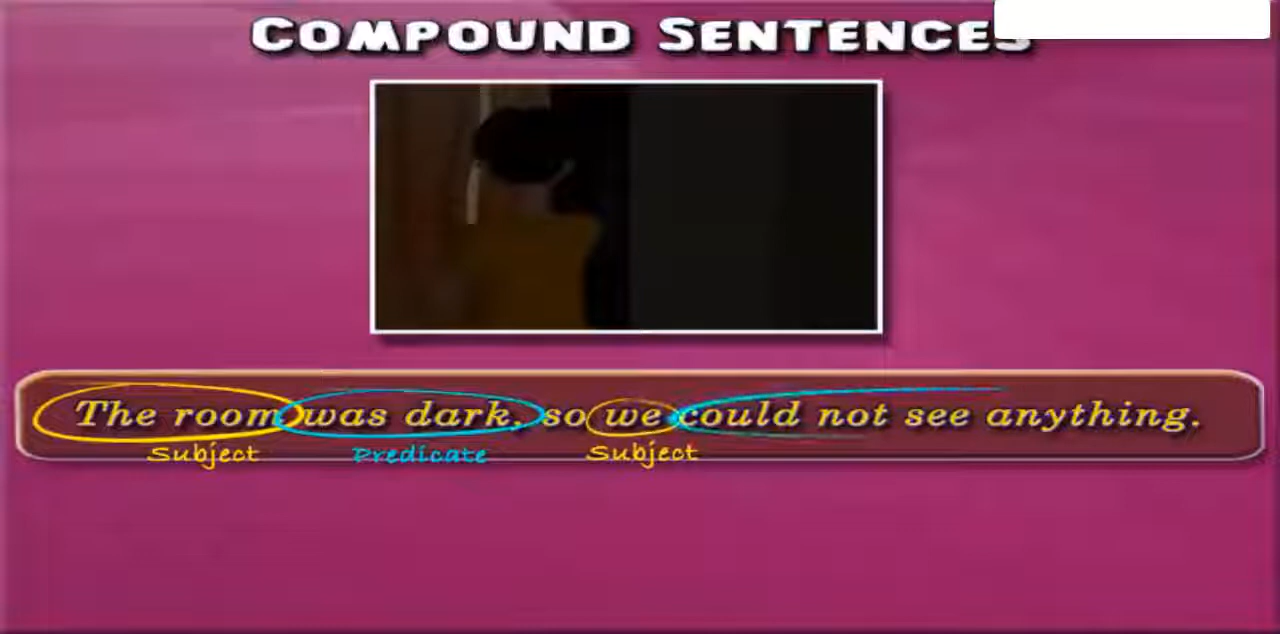 COMPOUND SENTENCES
The room was dark, so we could not see anything.
Subject Predicate Subject